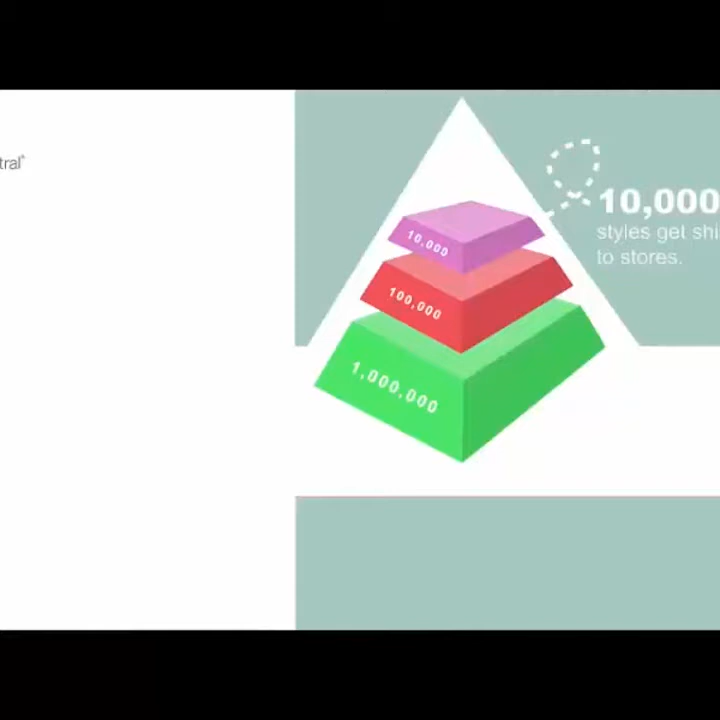 tral®
10,000
styles get shi
to stores.
10,000
100,000
1,000,000